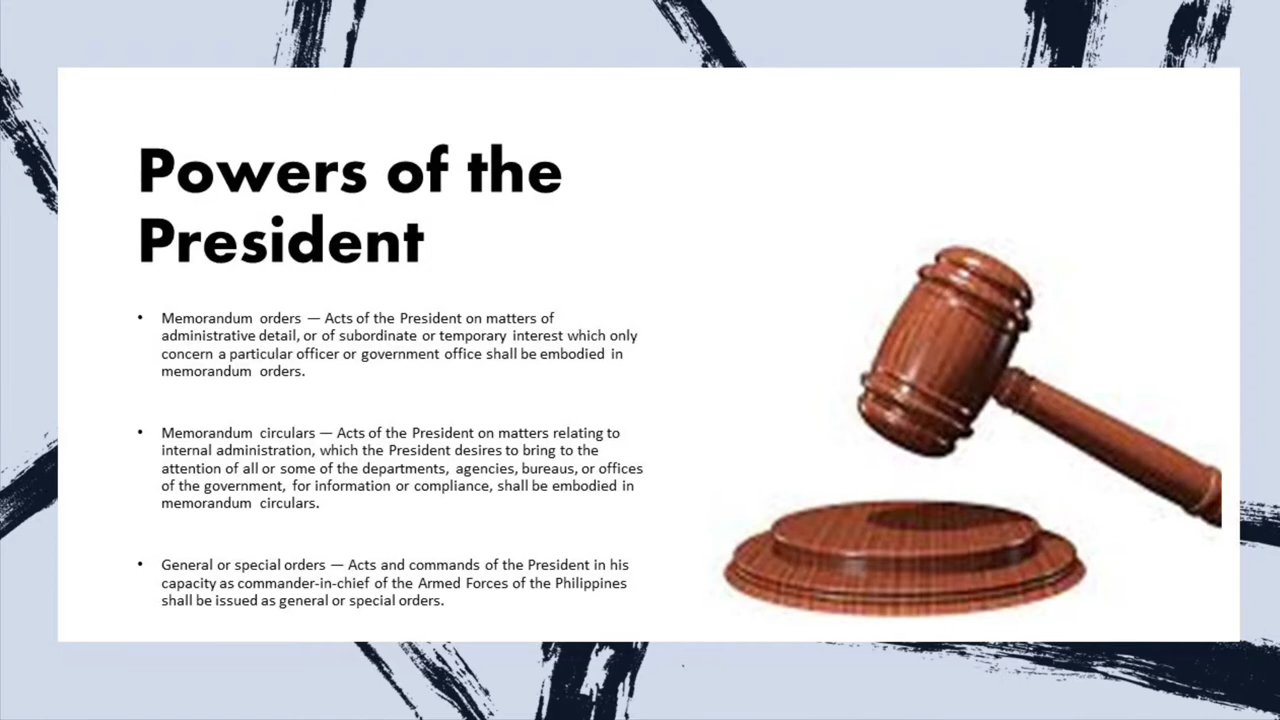 Powers of the
President
• Memorandum orders — Acts of the President on matters of
administrative detail, or of subordinate or temporary interest which only
concern a particular officer or government office shall be embodied in
memorandum orders.
• Memorandum circulars — Acts of the President on matters relating to
internal administration, which the President desires to bring to the
attention of all or some of the departments, agencies, bureaus, or offices
of the government, for information or compliance, shall be embodied in
memorandum circulars.
• General or special orders — Acts and commands of the President in his
capacity as commander-in-chief of the Armed Forces of the Philippines
shall be issued as general or special orders.